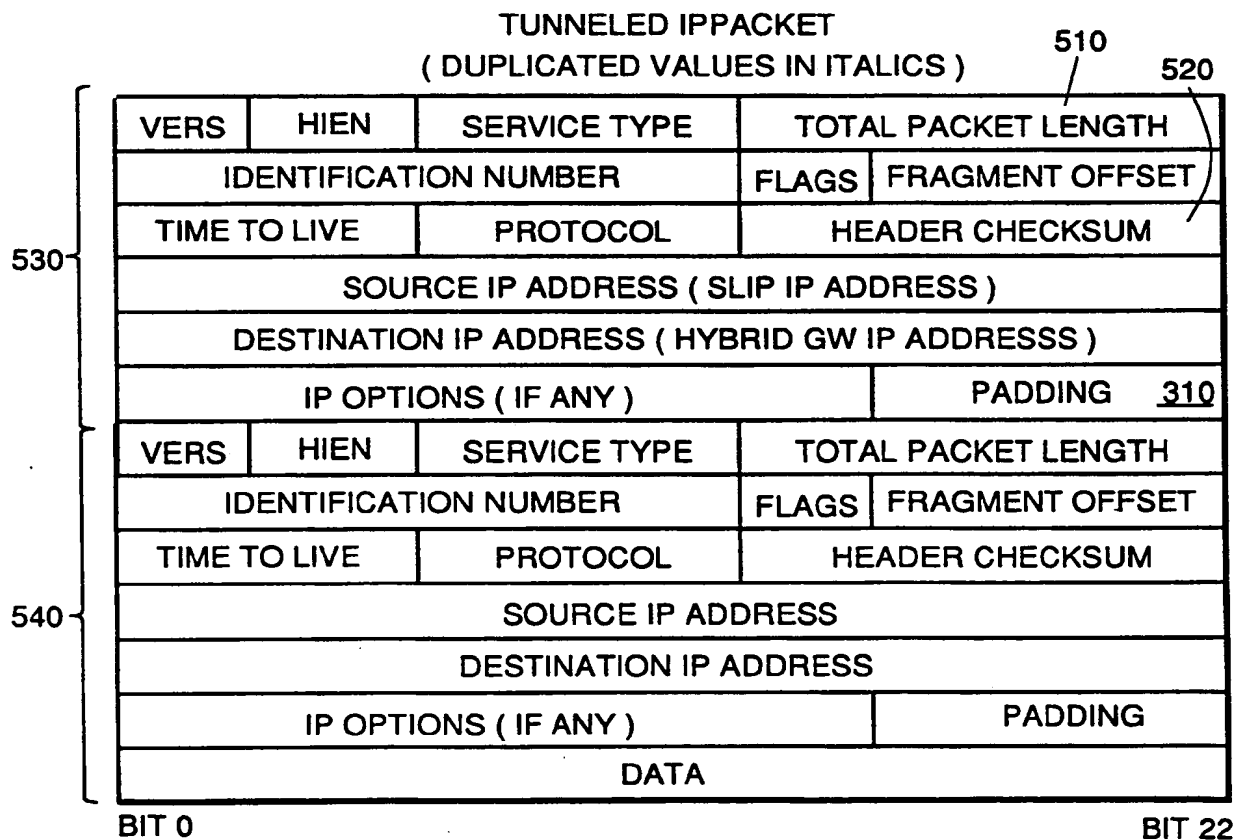 TUNNELED IPPACKET
( DUPLICATED VALUES IN ITALICS )
510
520
VERS HIEN SERVICE TYPE TOTAL PACKET LENGTH
IDENTIFICATION NUMBER FLAGS FRAGMENT OFFSET
TIME TO LIVE PROTOCOL HEADER CHECKSUM
530
SOURCE IP ADDRESS ( SLIP IP ADDRESS )
DESTINATION IP ADDRESS ( HYBRID GW IP ADDRESSS )
IP OPTIONS ( IF ANY ) PADDING 310
VERS HIEN SERVICE TYPE TOTAL PACKET LENGTH
IDENTIFICATION NUMBER FLAGS FRAGMENT OFFSET
TIME TO LIVE PROTOCOL HEADER CHECKSUM
540
SOURCE IP ADDRESS
DESTINATION IP ADDRESS
IP OPTIONS ( IF ANY ) PADDING
DATA
BIT 0 BIT 22